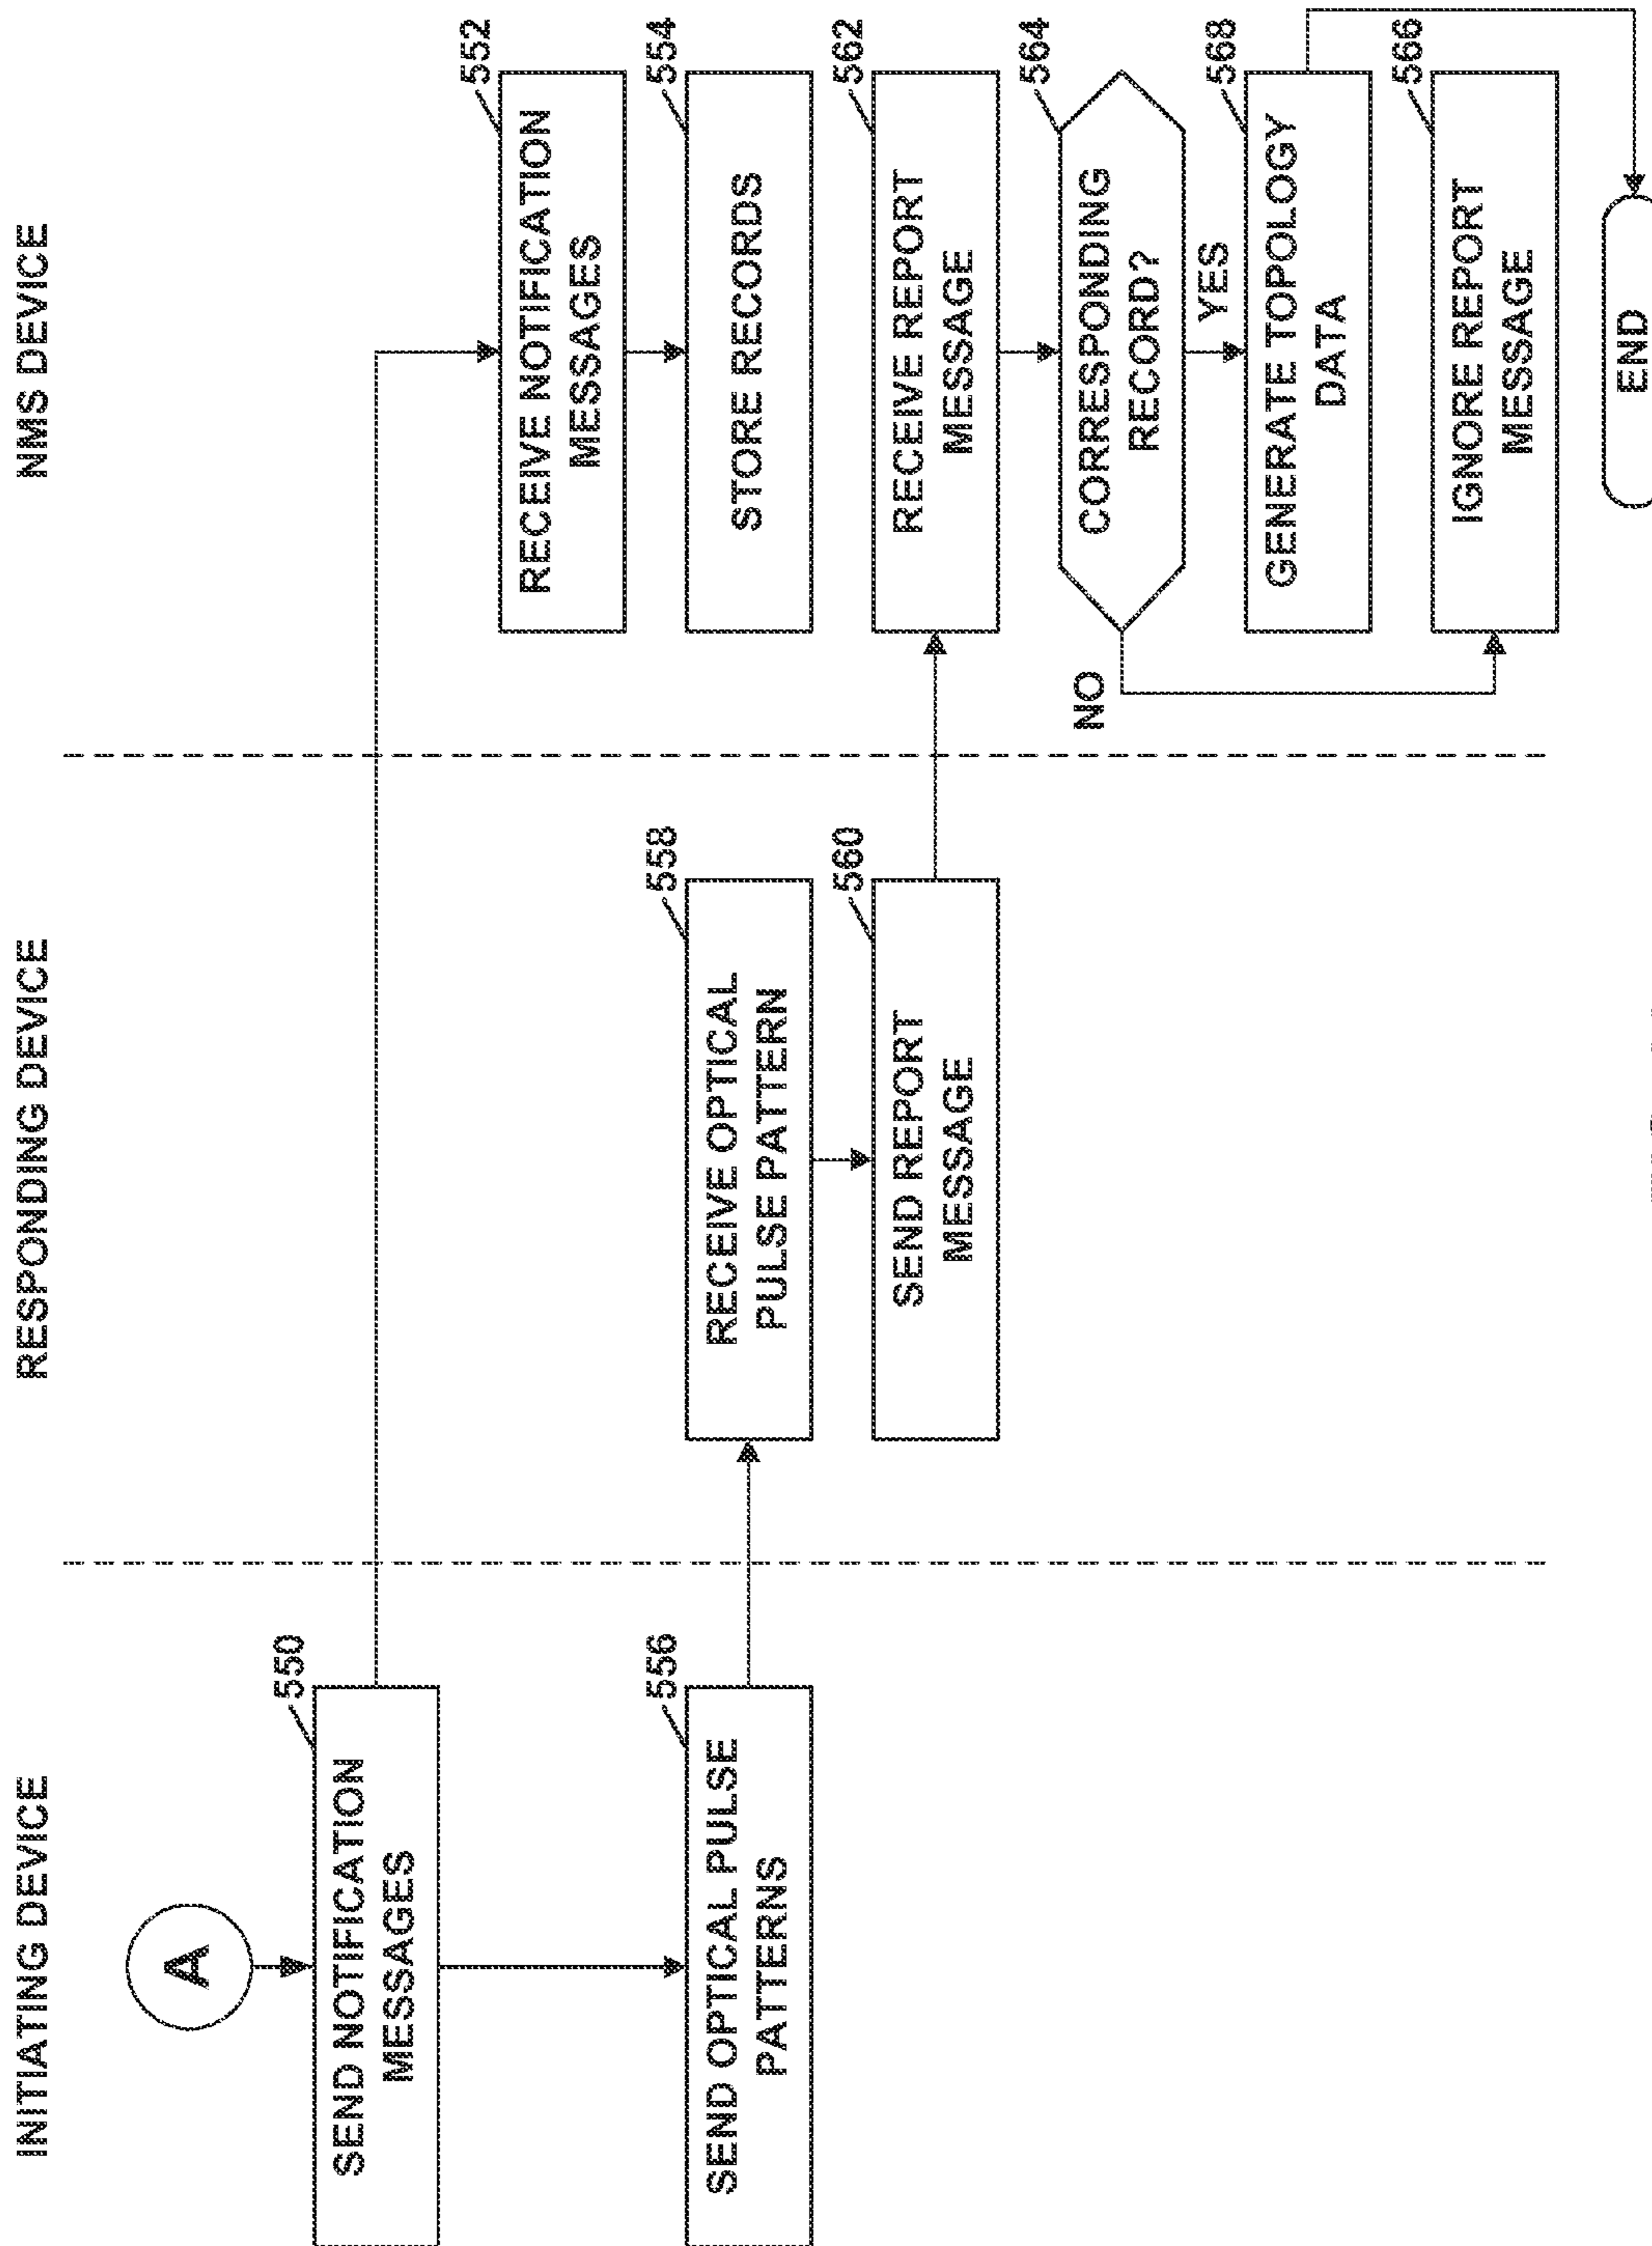 INITIATING DEVICE
RESPONDING DEVICE
NMS DEVICE
A
550
SEND NOTIFICATION
MESSAGES
552
RECEIVE NOTIFICATION
MESSAGES
554
STORE RECORDS
556
SEND OPTICAL PULSE
PATTERNS
558
RECEIVE OPTICAL
PULSE PATTERN
560
SEND REPORT
MESSAGE
562
RECEIVE REPORT
MESSAGE
564
CORRESPONDING
RECORD?
NO
YES
568
GENERATE TOPOLOGY
DATA
566
IGNORE REPORT
MESSAGE
END